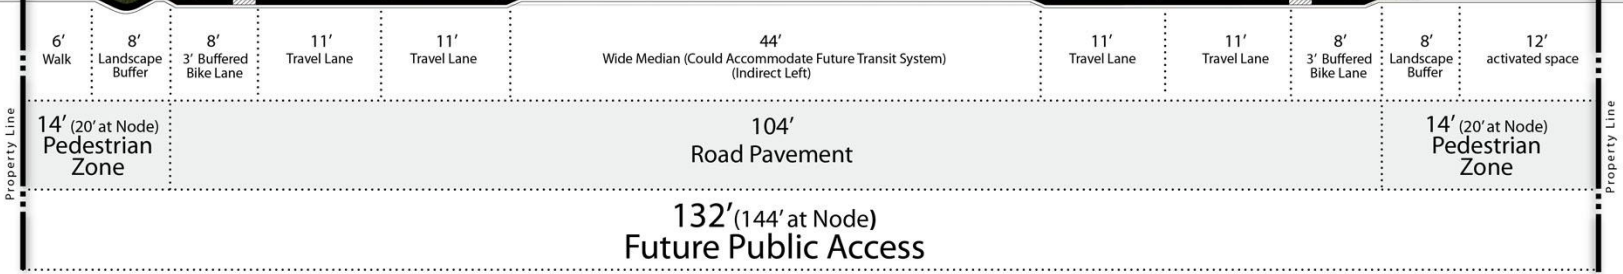 6′
Walk
8′
Landscape
Buffer
8′
3′ Buffered
Bike Lane
11′
Travel Lane
11′
Travel Lane
44′
Wide Median (Could Accommodate Future Transit System)
(Indirect Left)
11′
Travel Lane
11′
Travel Lane
8′
3′ Buffered
Bike Lane
8′
Landscape
Buffer
12′
activated space
Property Line
14′ (20′ at Node)
Pedestrian
Zone
104′
Road Pavement
14′ (20′ at Node)
Pedestrian
Zone
Property Line
132′ (144′ at Node)
Future Public Access